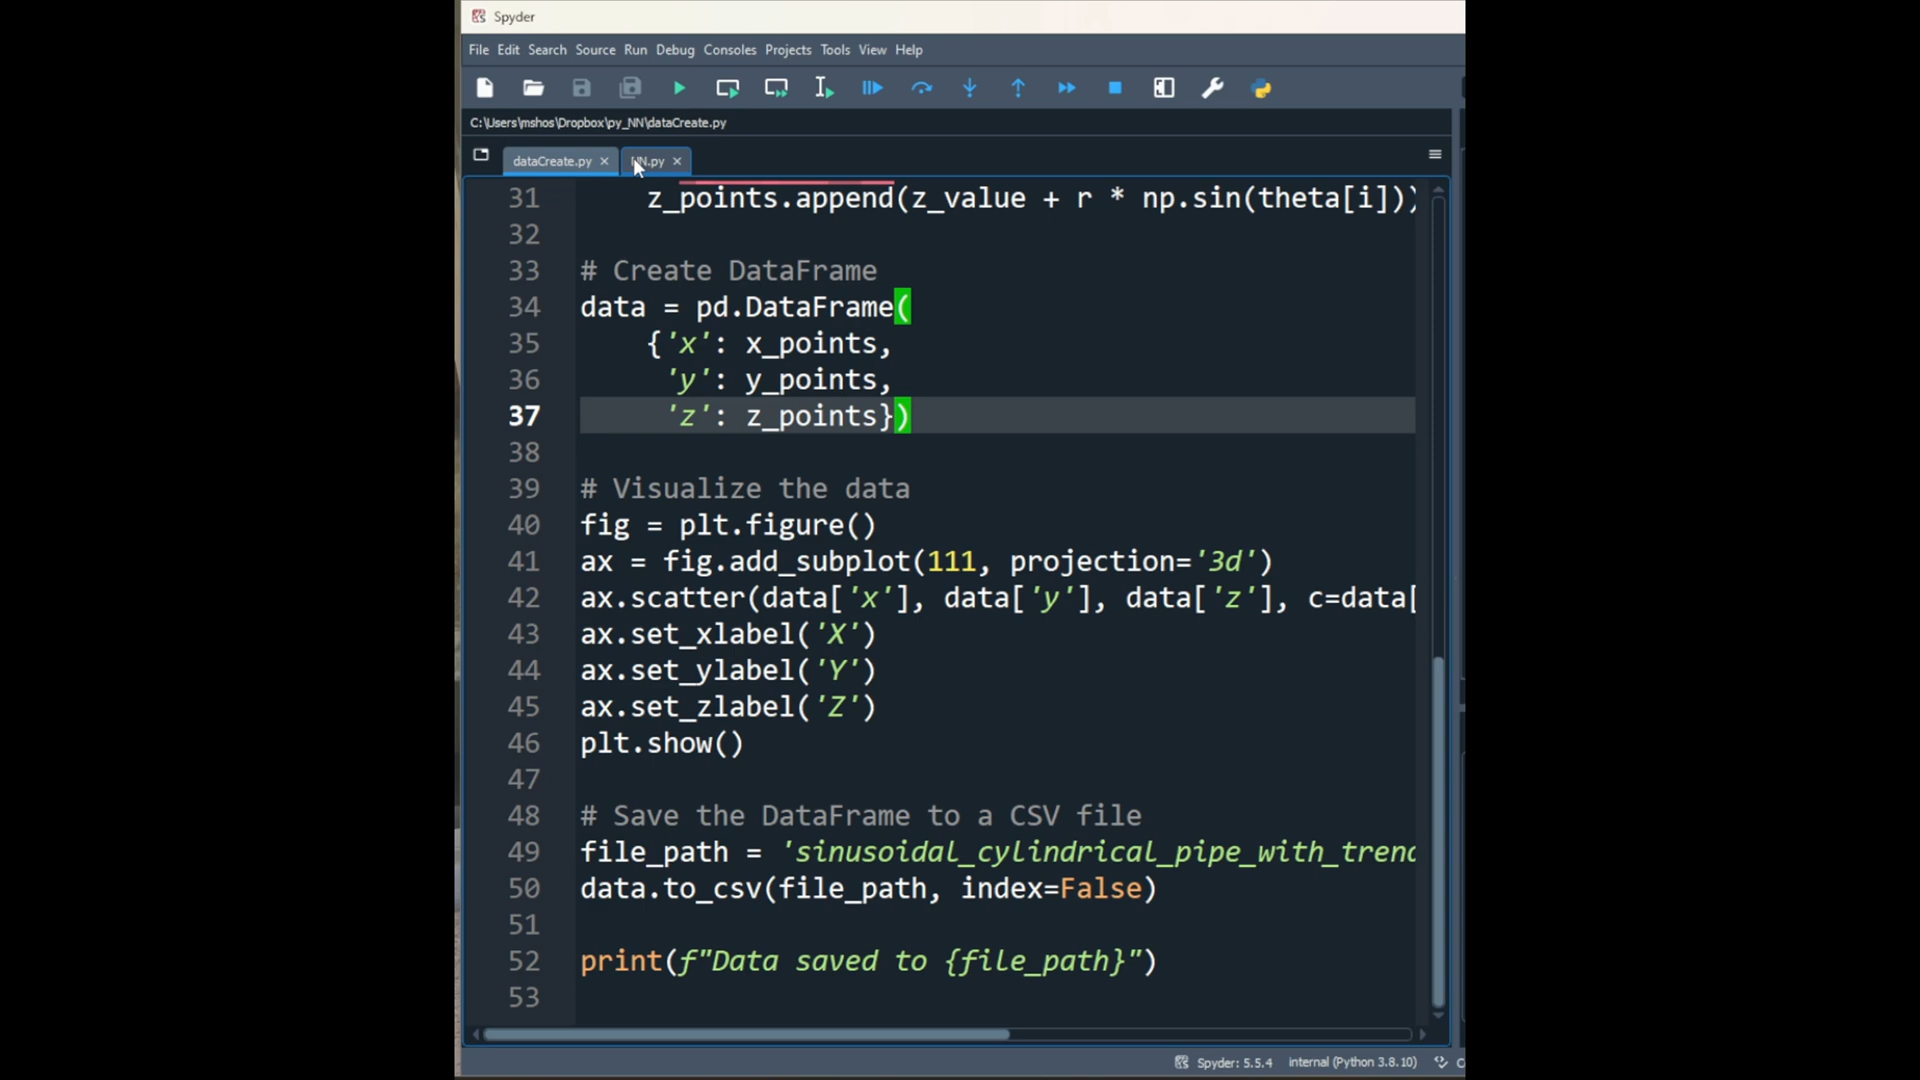 Spyder
File Edit Search Source Run Debug Consoles Projects Tools View Help
C:\Users\mshos\Dropbox\py_NN\dataCreate.py
dataCreate.py NN.py
31 z_points.append(z_value + r * np.sin(theta[i]))
32
33 # Create DataFrame
34 data = pd.DataFrame(
35 {'x': x_points,
36 'y': y_points,
37 'z': z_points})
38
39 # Visualize the data
40 fig = plt.figure()
41 ax = fig.add_subplot(111, projection='3d')
42 ax.scatter(data['x'], data['y'], data['z'], c=data[
43 ax.set_xlabel('X')
44 ax.set_ylabel('Y')
45 ax.set_zlabel('Z')
46 plt.show()
47
48 # Save the DataFrame to a CSV file
49 file_path = 'sinusoidal_cylindrical_pipe_with_trend
50 data.to_csv(file_path, index=False)
51
52 print(f"Data saved to {file_path}")
53
Spyder: 5.5.4 internal (Python 3.8.10)